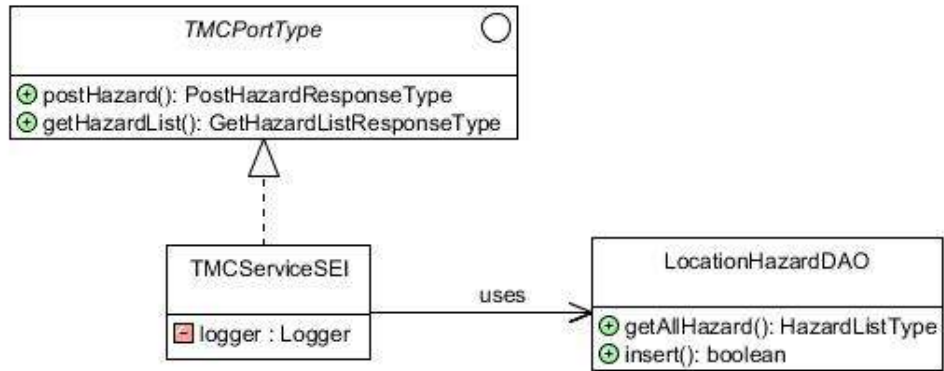 TMCPortType
postHazard(): PostHazardResponseType
getHazardList(): GetHazardListResponseType
TMCServiceSEI
logger : Logger
uses
LocationHazardDAO
getAllHazard(): HazardListType
insert(): boolean